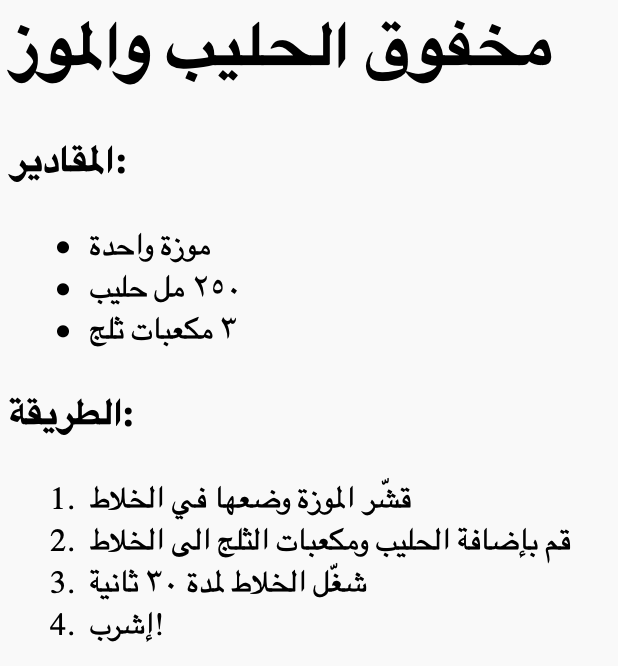 مخفوق الحليب والموز
المقادير:
• موزة واحدة
• ٢٥٠ مل حليب
• ٣ مكعبات ثلج
الطريقة:
1. قشّر الموزة وضعها في الخلاط
2. قم بإضافة الحليب ومكعبات الثلج الى الخلاط
3. شغّل الخلاط لمدة ٣٠ ثانية
4. إشرب!